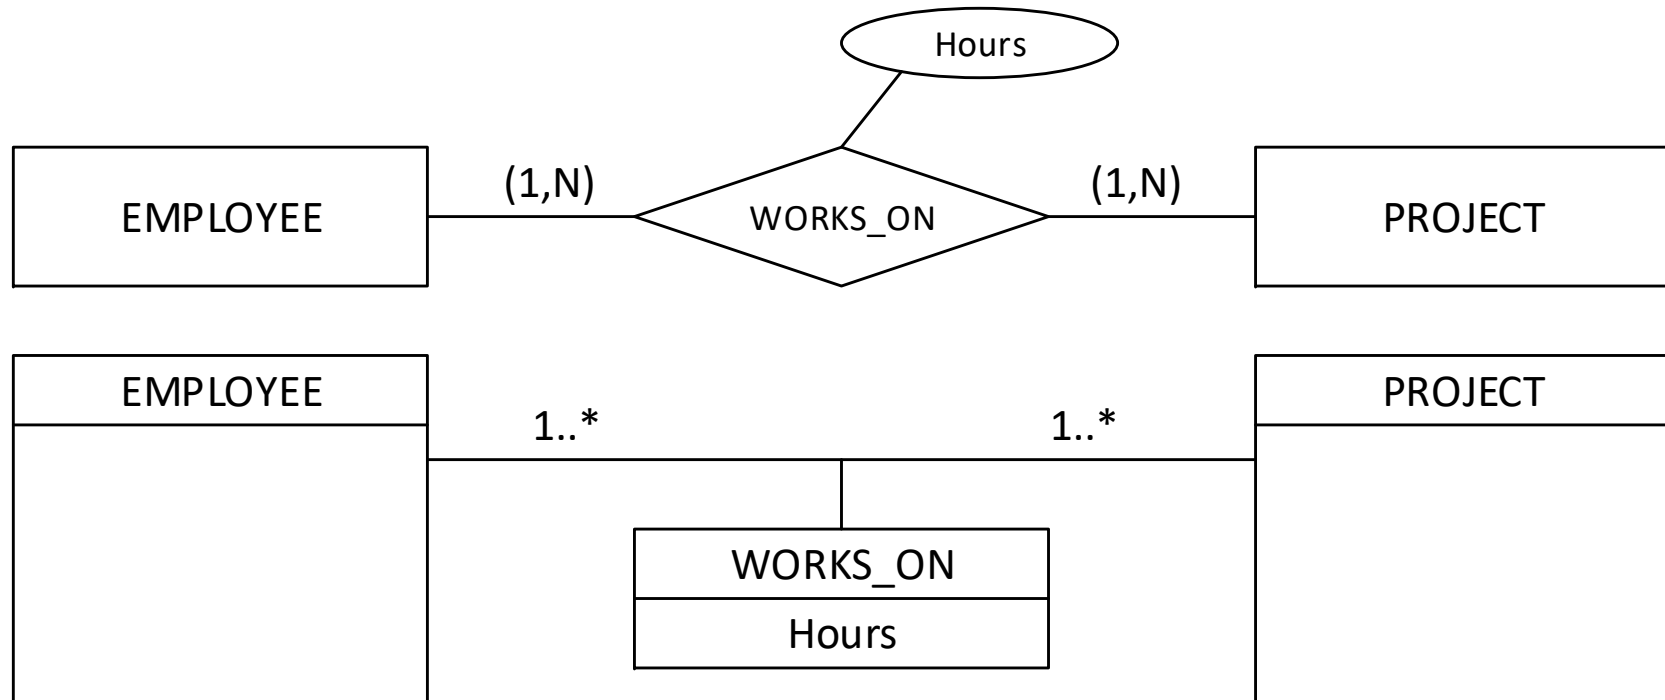 Hours
EMPLOYEE
(1,N)
WORKS_ON
(1,N)
PROJECT
EMPLOYEE
1..*
1..*
PROJECT
WORKS_ON
Hours